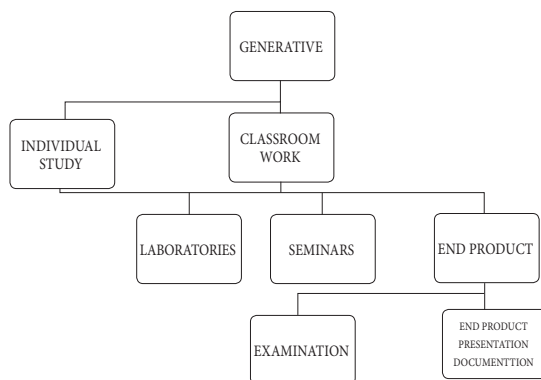 GENERATIVE
INDIVIDUAL
STUDY
CLASSROOM
WORK
LABORATORIES
SEMINARS
END PRODUCT
EXAMINATION
END PRODUCT
PRESENTATION
DOCUMENTTION